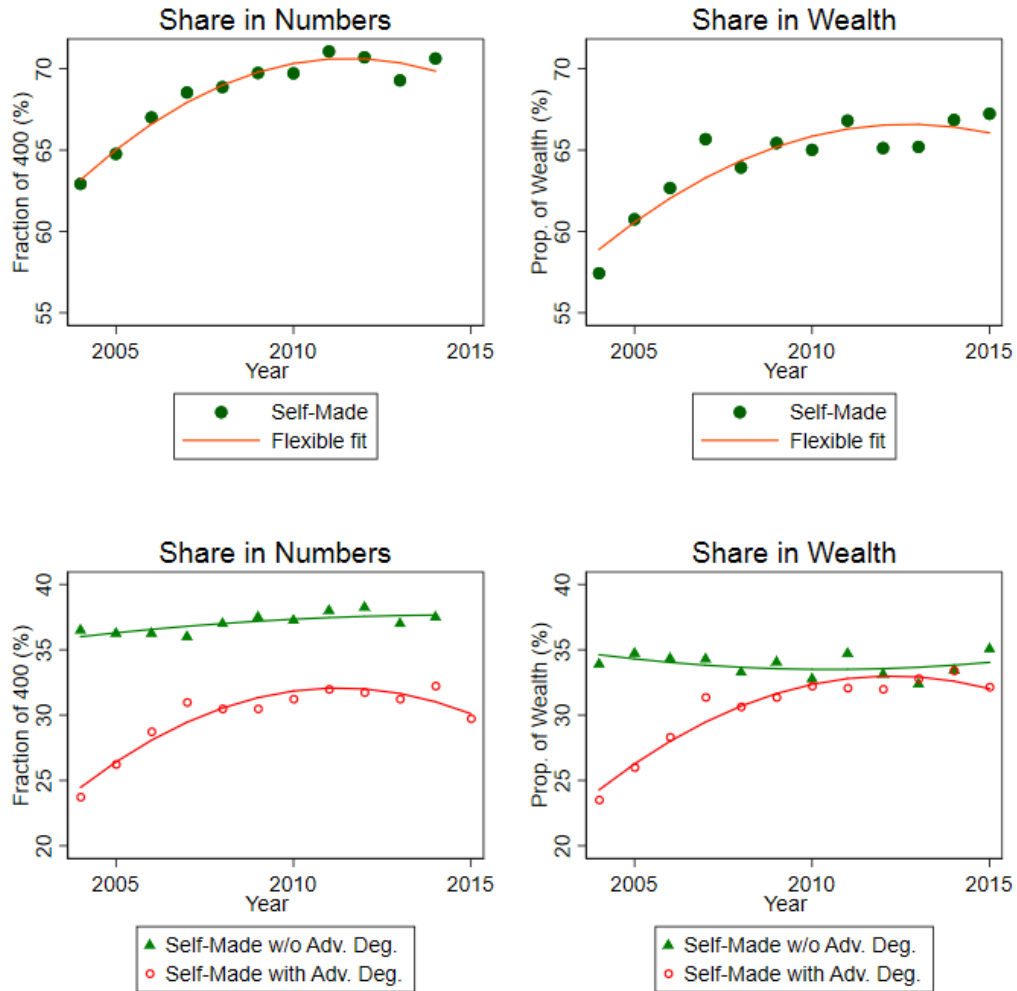 Share in Numbers
Fraction of 400 (%)
70
65
60
55
2005
2010
2015
Year
Self-Made
Flexible fit
Share in Wealth
Prop. of Wealth (%)
70
65
60
55
2005
2010
2015
Year
Self-Made
Flexible fit
Share in Numbers
Fraction of 400 (%)
40
35
30
25
20
2005
2010
2015
Year
Self-Made w/o Adv. Deg.
Self-Made with Adv. Deg.
Share in Wealth
Prop. of Wealth (%)
40
35
30
25
20
2005
2010
2015
Year
Self-Made w/o Adv. Deg.
Self-Made with Adv. Deg.